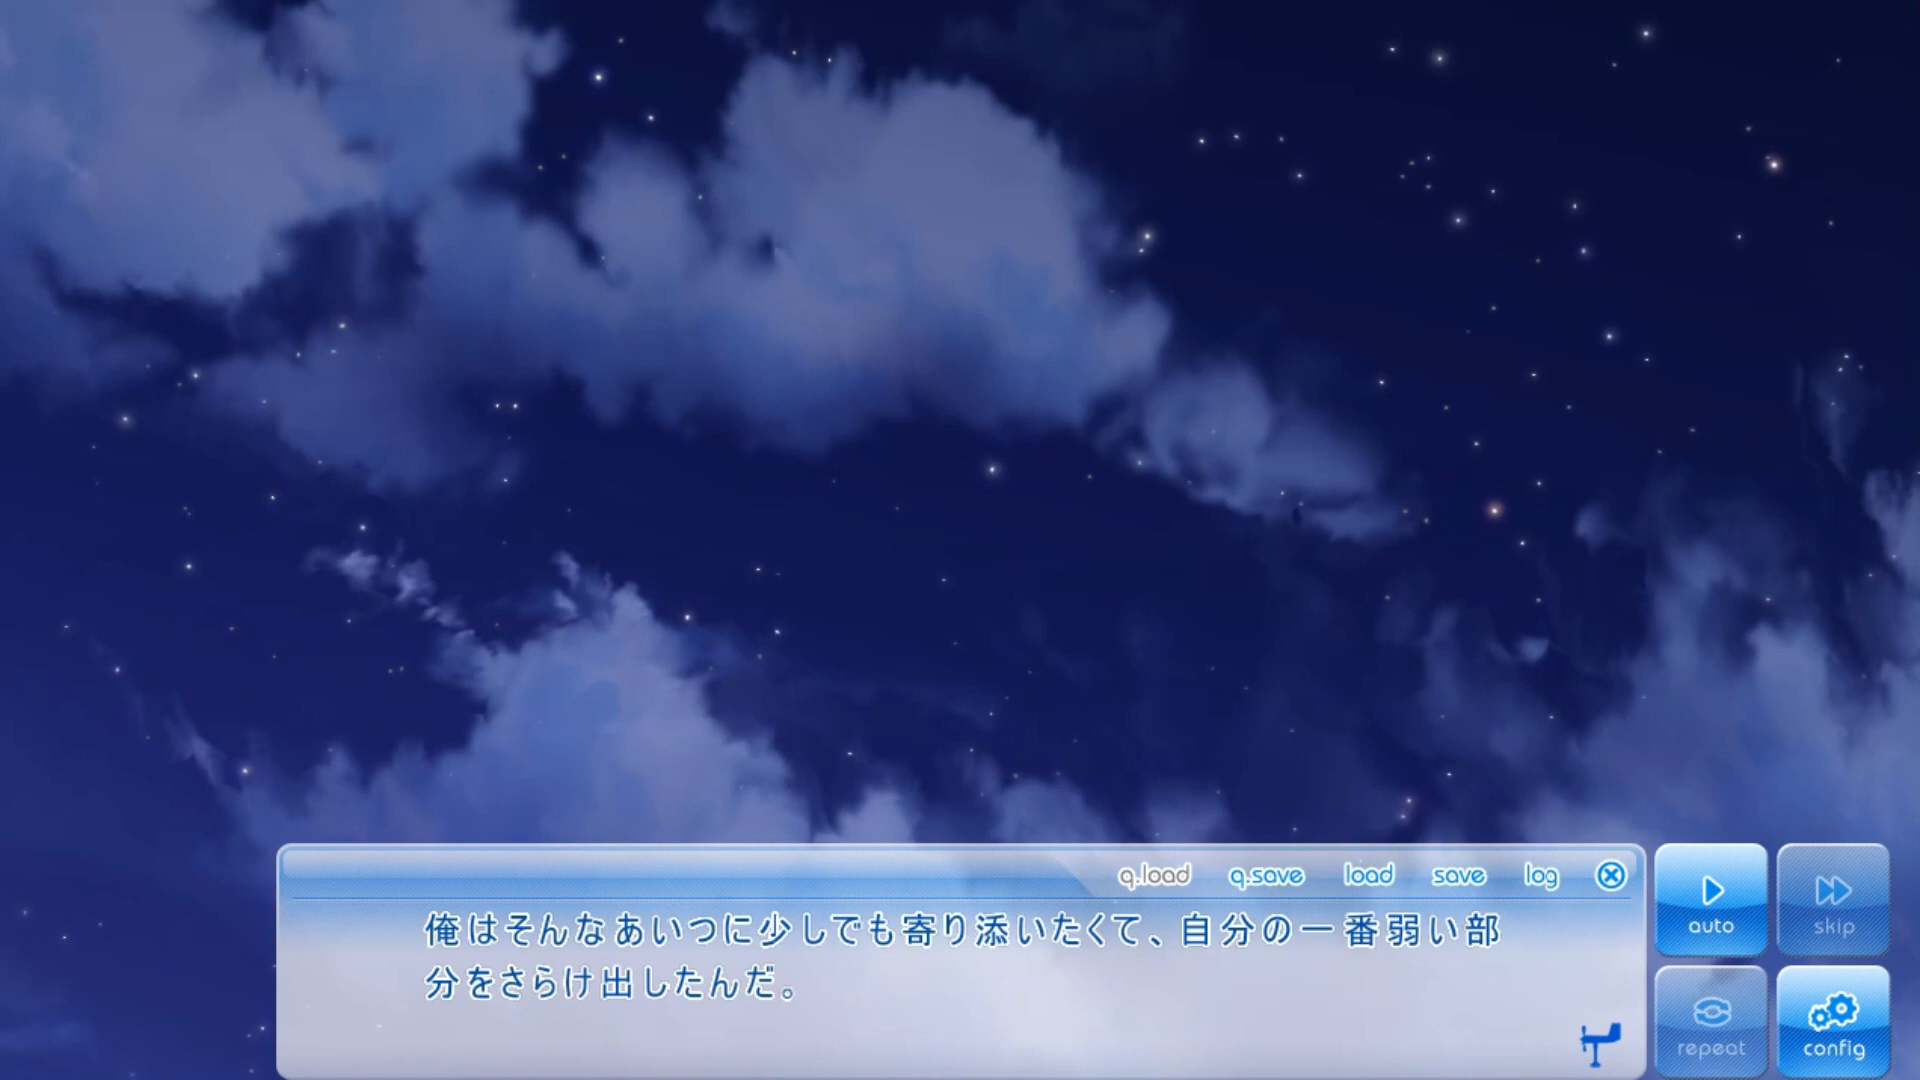 q.load q.save load save log
俺はそんなあいつに少しでも寄り添いたくて、自分の一番弱い部
分をさらけ出したんだ。
auto skip
repeat config